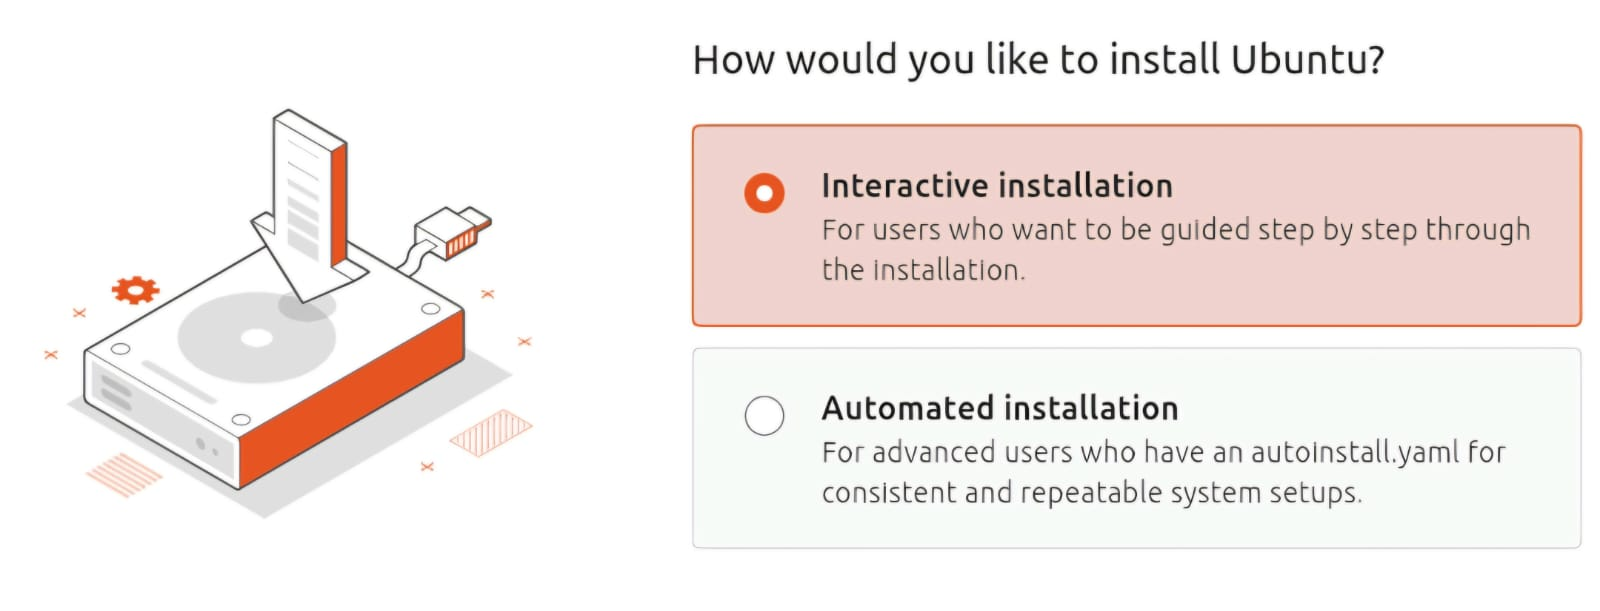 How would you like to install Ubuntu?
Interactive installation
For users who want to be guided step by step through
the installation.
Automated installation
For advanced users who have an autoinstall.yaml for
consistent and repeatable system setups.